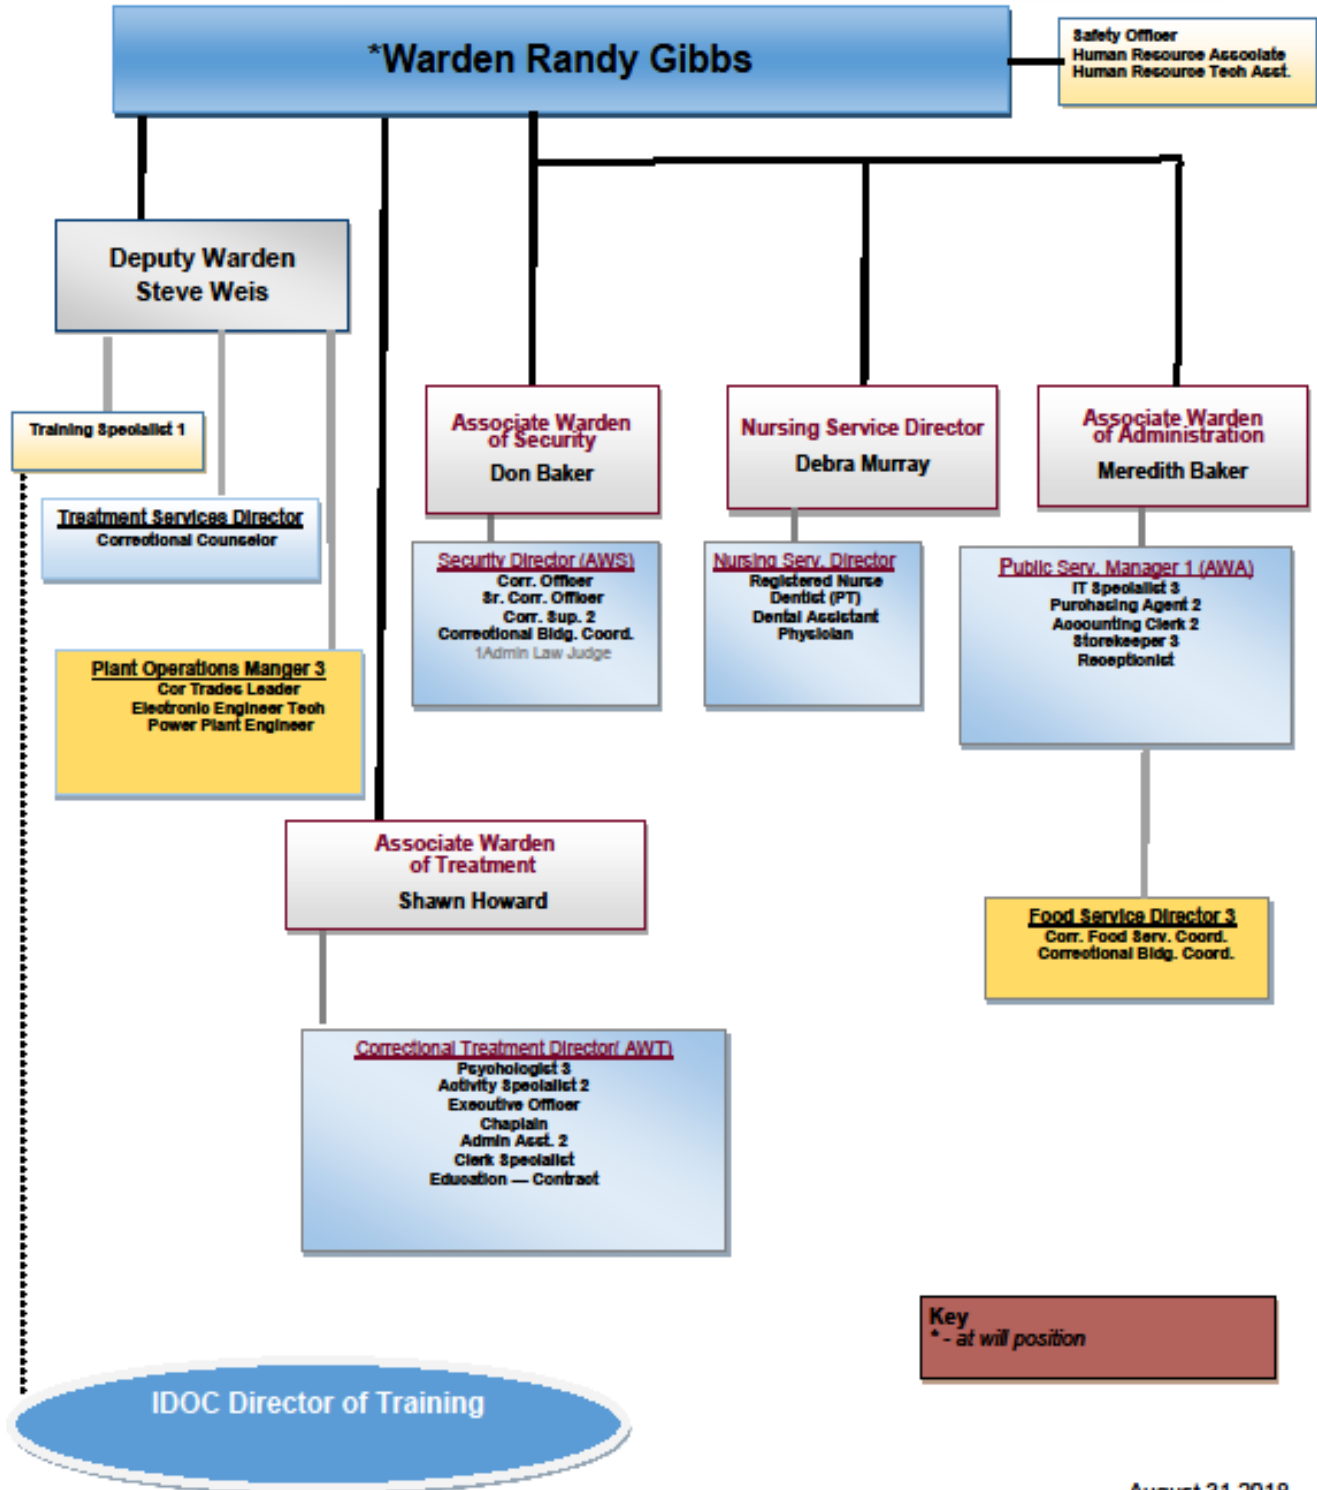 *Warden Randy Gibbs
Safety Officer
Human Resource Associate
Human Resource Tech Asst.
Deputy Warden
Steve Weis
Training Specialist 1
Treatment Services Director
Correctional Counselor
Plant Operations Manger 3
Cor Trades Leader
Electronic Engineer Tech
Power Plant Engineer
Associate Warden
of Security
Don Baker
Security Director (AWS)
Corr. Officer
Sr. Corr. Officer
Corr. Sup. 2
Correctional Bldg. Coord.
1Admin Law Judge
Nursing Service Director
Debra Murray
Nursing Serv. Director
Registered Nurse
Dentist (PT)
Dental Assistant
Physician
Associate Warden
of Administration
Meredith Baker
Public Serv. Manager 1 (AWA)
IT Specialist 3
Purchasing Agent 2
Accounting Clerk 2
Storekeeper 3
Receptionist
Food Service Director 3
Corr. Food Serv. Coord.
Correctional Bldg. Coord.
Associate Warden
of Treatment
Shawn Howard
Correctional Treatment Director( AWT)
Psychologist 3
Activity Specialist 2
Executive Officer
Chaplain
Admin Asst. 2
Clerk Specialist
Education — Contract
Key
* - at will position
IDOC Director of Training
August 31 2018